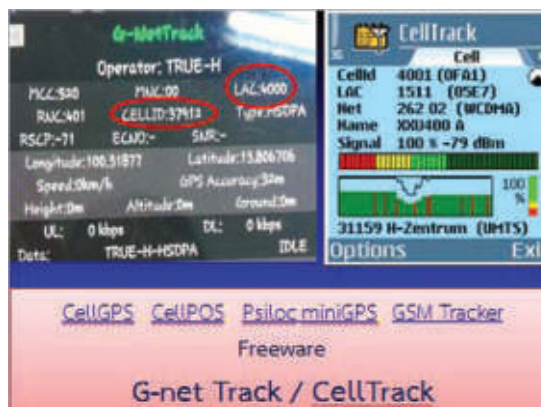 G-NetTrack
Operator: TRUE-H
MCC:520 MNC:00 LAC:4000
RNC:401 CELLID:37413 Type:HSDPA
RSCP:-71 ECNO:- SNR:-
Longitude:100.51877 Latitude:13.806706
Speed:0km/h GPS Accuracy:32m
Height:0m Altitude:0m Ground:0m
UL: 0 kbps DL: 0 kbps
Data: TRUE-H-HSDPA IDLE
CellTrack
Cell
CellId 4001 (0FA1)
LAC 1511 (05E7)
Net 262 02 (WCDMA)
Name XXU400 A
Signal 100 % -79 dBm
100
%
31159 H-Zentrum (UMTS)
Options Exi
CellGPS CellPOS Psiloc miniGPS GSM Tracker
Freeware
G-net Track / CellTrack